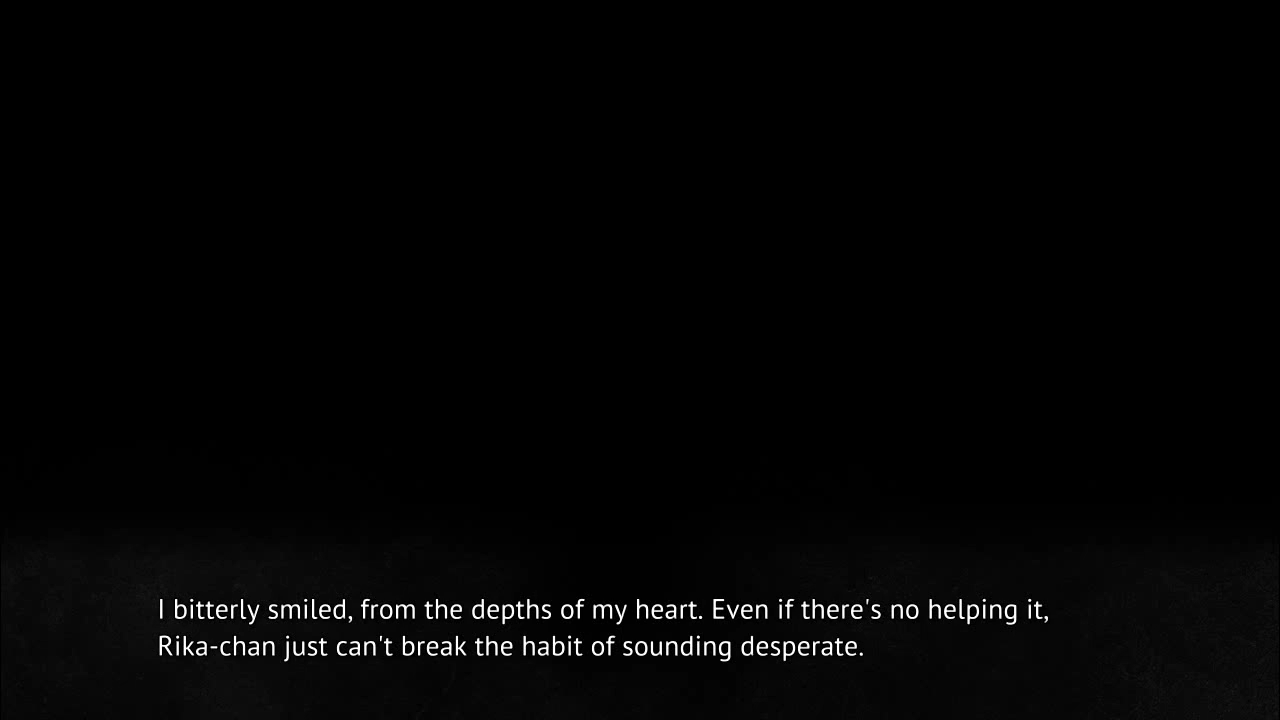 I bitterly smiled, from the depths of my heart. Even if there's no helping it,
Rika-chan just can't break the habit of sounding desperate.